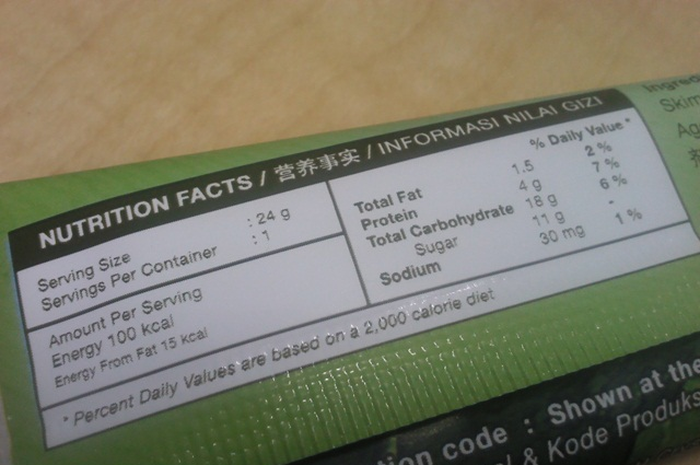 NUTRITION FACTS / 营养事实 / INFORMASI NILAI GIZI
Serving Size : 24 g
Servings Per Container : 1
Amount Per Serving
Energy 100 kcal
Energy From Fat 15 kcal
% Daily Value *
Total Fat 1.5 2 %
Protein 4 g 7 %
Total Carbohydrate 18 g 6 %
Sugar 11 g -
Sodium 30 mg 1 %
* Percent Daily Values are based on a 2,000 calorie diet
Skim
code : Shown at the
& Kode Produks